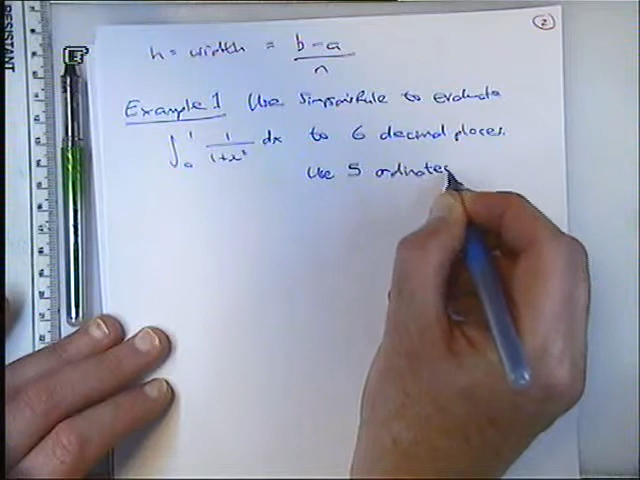 RESISTANT
2
h = width = b - a / n
Example 1 Use Simpson's Rule to evaluate
∫₀¹ 1/(1+x²) dx to 6 decimal places.
Use 5 ordinates